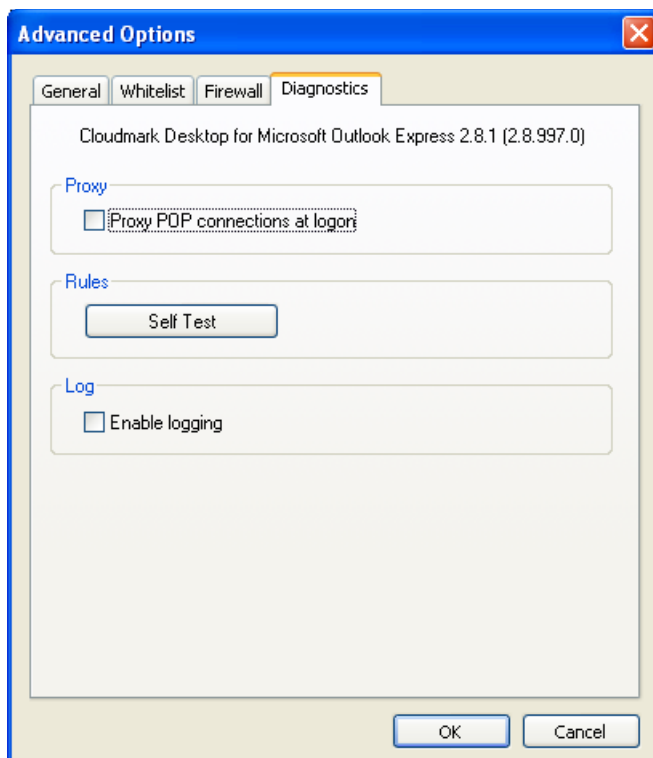 Advanced Options
General Whitelist Firewall Diagnostics
Cloudmark Desktop for Microsoft Outlook Express 2.8.1 (2.8.997.0)
Proxy
Proxy POP connections at logon
Rules
Self Test
Log
Enable logging
OK Cancel